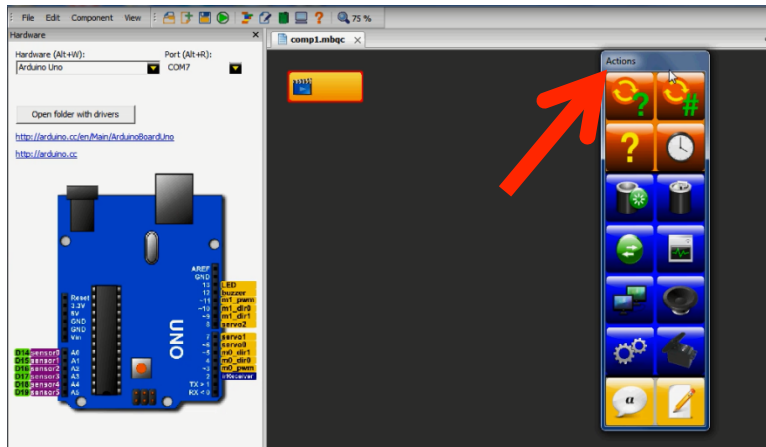 File Edit Component View 75 %
Hardware
comp1.mbqc
Hardware (Alt+W): Port (Alt+R):
Arduino Uno COM7
Open folder with drivers
http://arduino.cc/en/Main/ArduinoBoardUno
http://arduino.cc
Actions
AREF
GND
13 LED
12 buzzer
~11 m1_pwm
~10 m1_dir0
~9 m1_dir1
8 servo2
7 servo1
~6 servo0
~5 m0_dir1
4 m0_dir0
~3 m0_pwm
2 irReceiver
TX > 1
RX < 0
Reset
3.3V
5V
GND
GND
Vin
D14 sensor0 A0
D15 sensor1 A1
D16 sensor2 A2
D17 sensor3 A3
D18 sensor4 A4
D19 sensor5 A5
UNO
? #
?
a